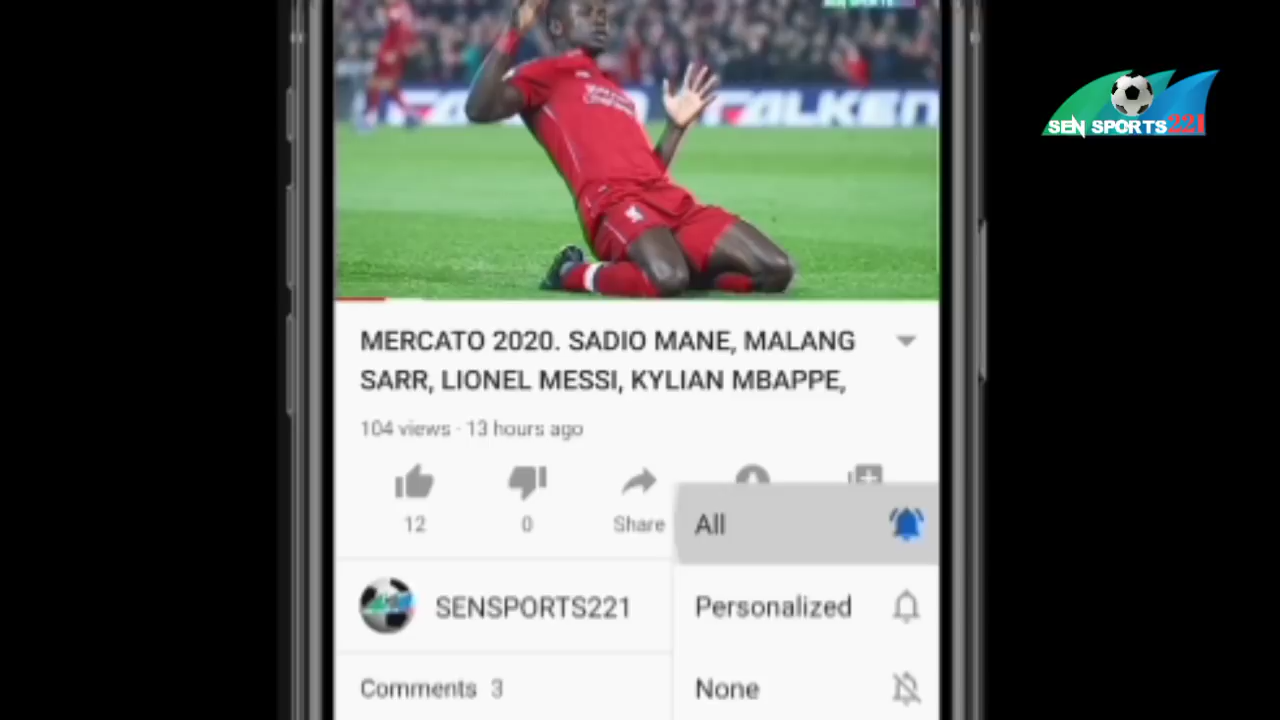 SEN SPORTS221
MERCATO 2020. SADIO MANE, MALANG
SARR, LIONEL MESSI, KYLIAN MBAPPE,
104 views · 13 hours ago
12
0
Share
All
SENSPORTS221
Personalized
Comments 3
None